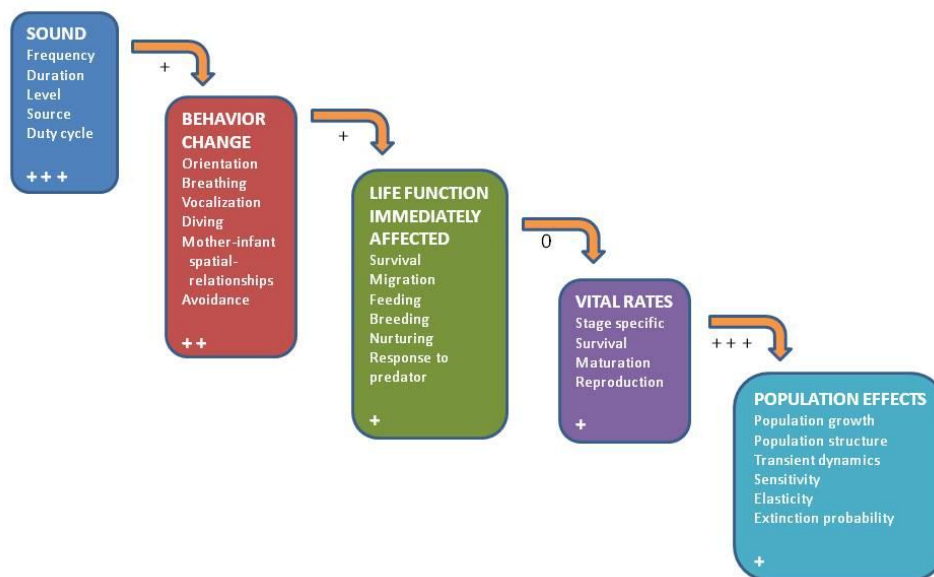 SOUND
Frequency
Duration
Level
Source
Duty cycle
+++
+
BEHAVIOR
CHANGE
Orientation
Breathing
Vocalization
Diving
Mother-infant
spatial-
relationships
Avoidance
++
+
LIFE FUNCTION
IMMEDIATELY
AFFECTED
Survival
Migration
Feeding
Breeding
Nurturing
Response to
predator
+
0
VITAL RATES
Stage specific
Survival
Maturation
Reproduction
+
+++
POPULATION EFFECTS
Population growth
Population structure
Transient dynamics
Sensitivity
Elasticity
Extinction probability
+